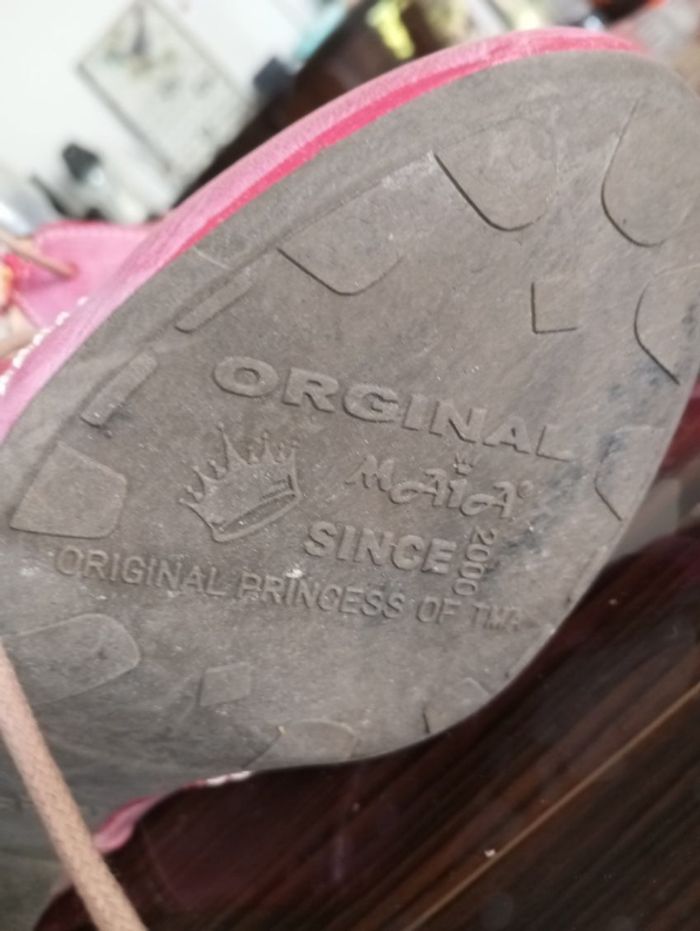 ORGINAL
MAIA
SINCE 2000
ORIGINAL PRINCESS OF